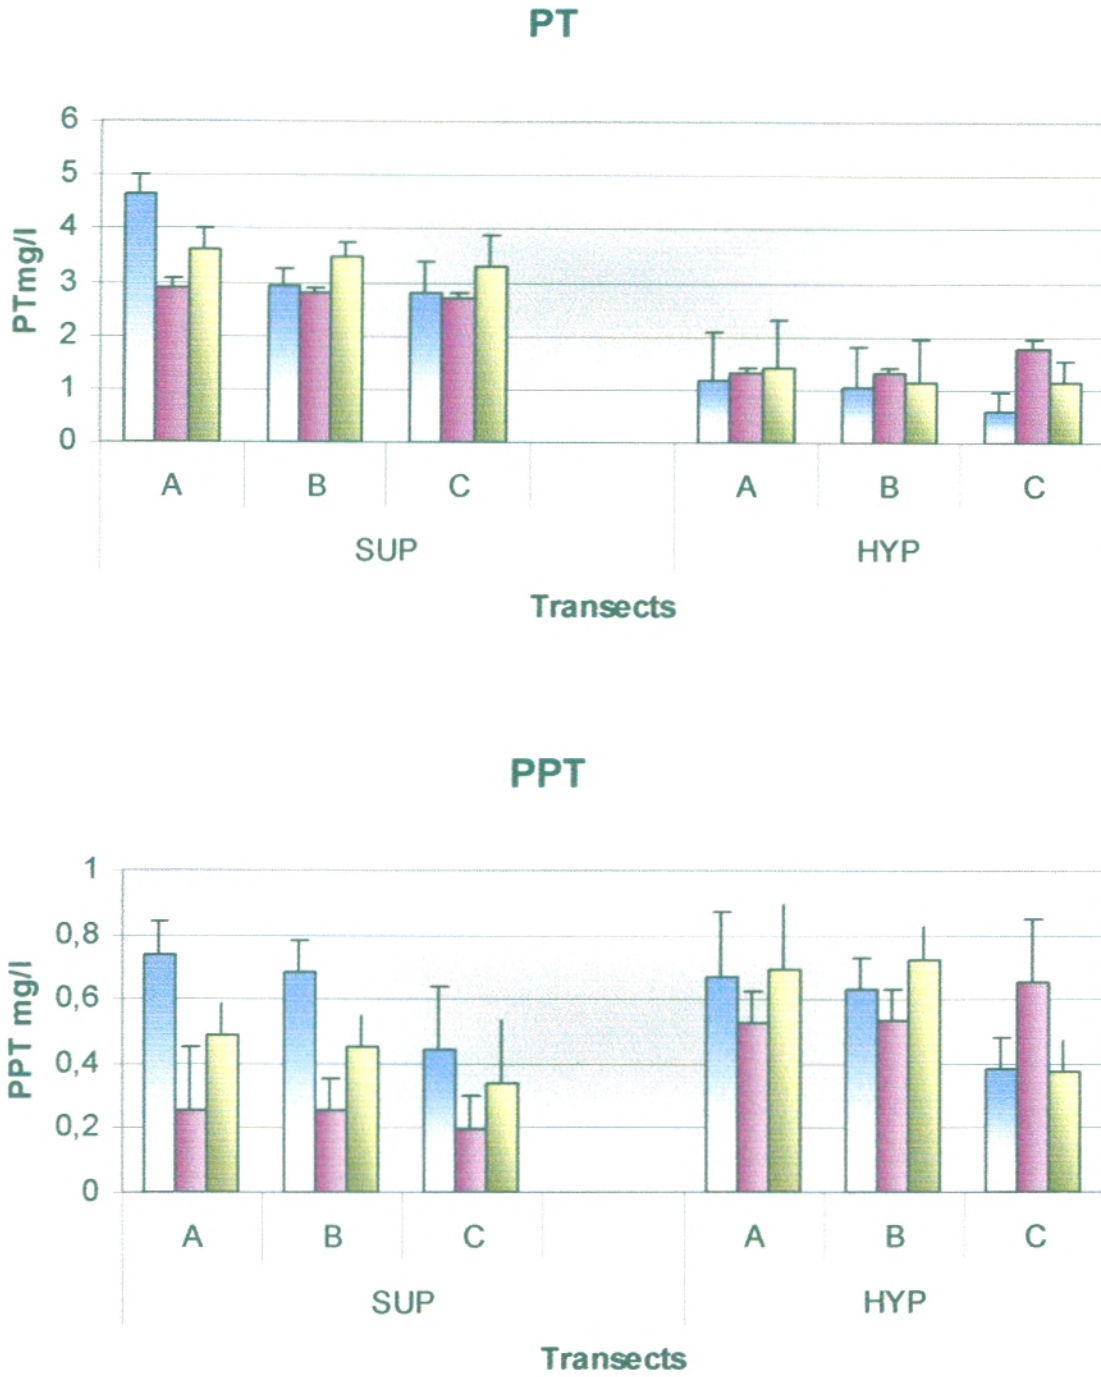 PT
6
5
4
3
2
1
0
PTmg/l
A B C A B C
SUP HYP
Transects
PPT
1
0,8
0,6
0,4
0,2
0
PPT mg/l
A B C A B C
SUP HYP
Transects